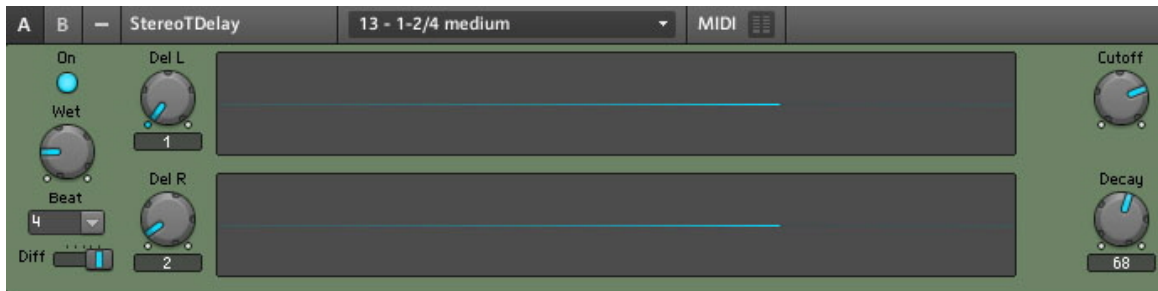 A B StereoTDelay 13 - 1-2/4 medium MIDI
On Del L Cutoff
Wet
1
Del R Decay
Beat
4
Diff
2 68